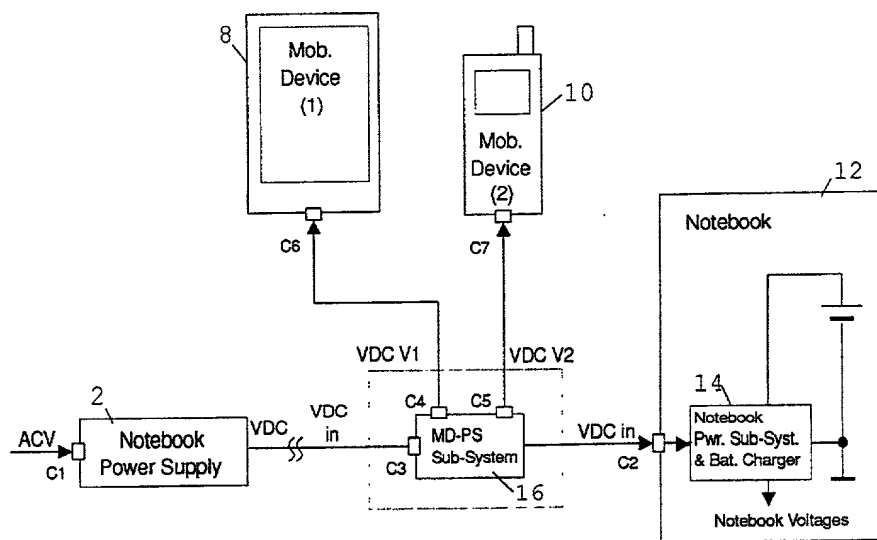 8
Mob.
Device
(1)
10
Mob.
Device
(2)
12
Notebook
C6
C7
VDC V1
VDC V2
2
14
C4
C5
ACV
C1
Notebook
Power Supply
VDC
VDC
in
C3
MD-PS
Sub-System
16
VDC in
C2
Notebook
Pwr. Sub-Syst.
& Bat. Charger
Notebook Voltages